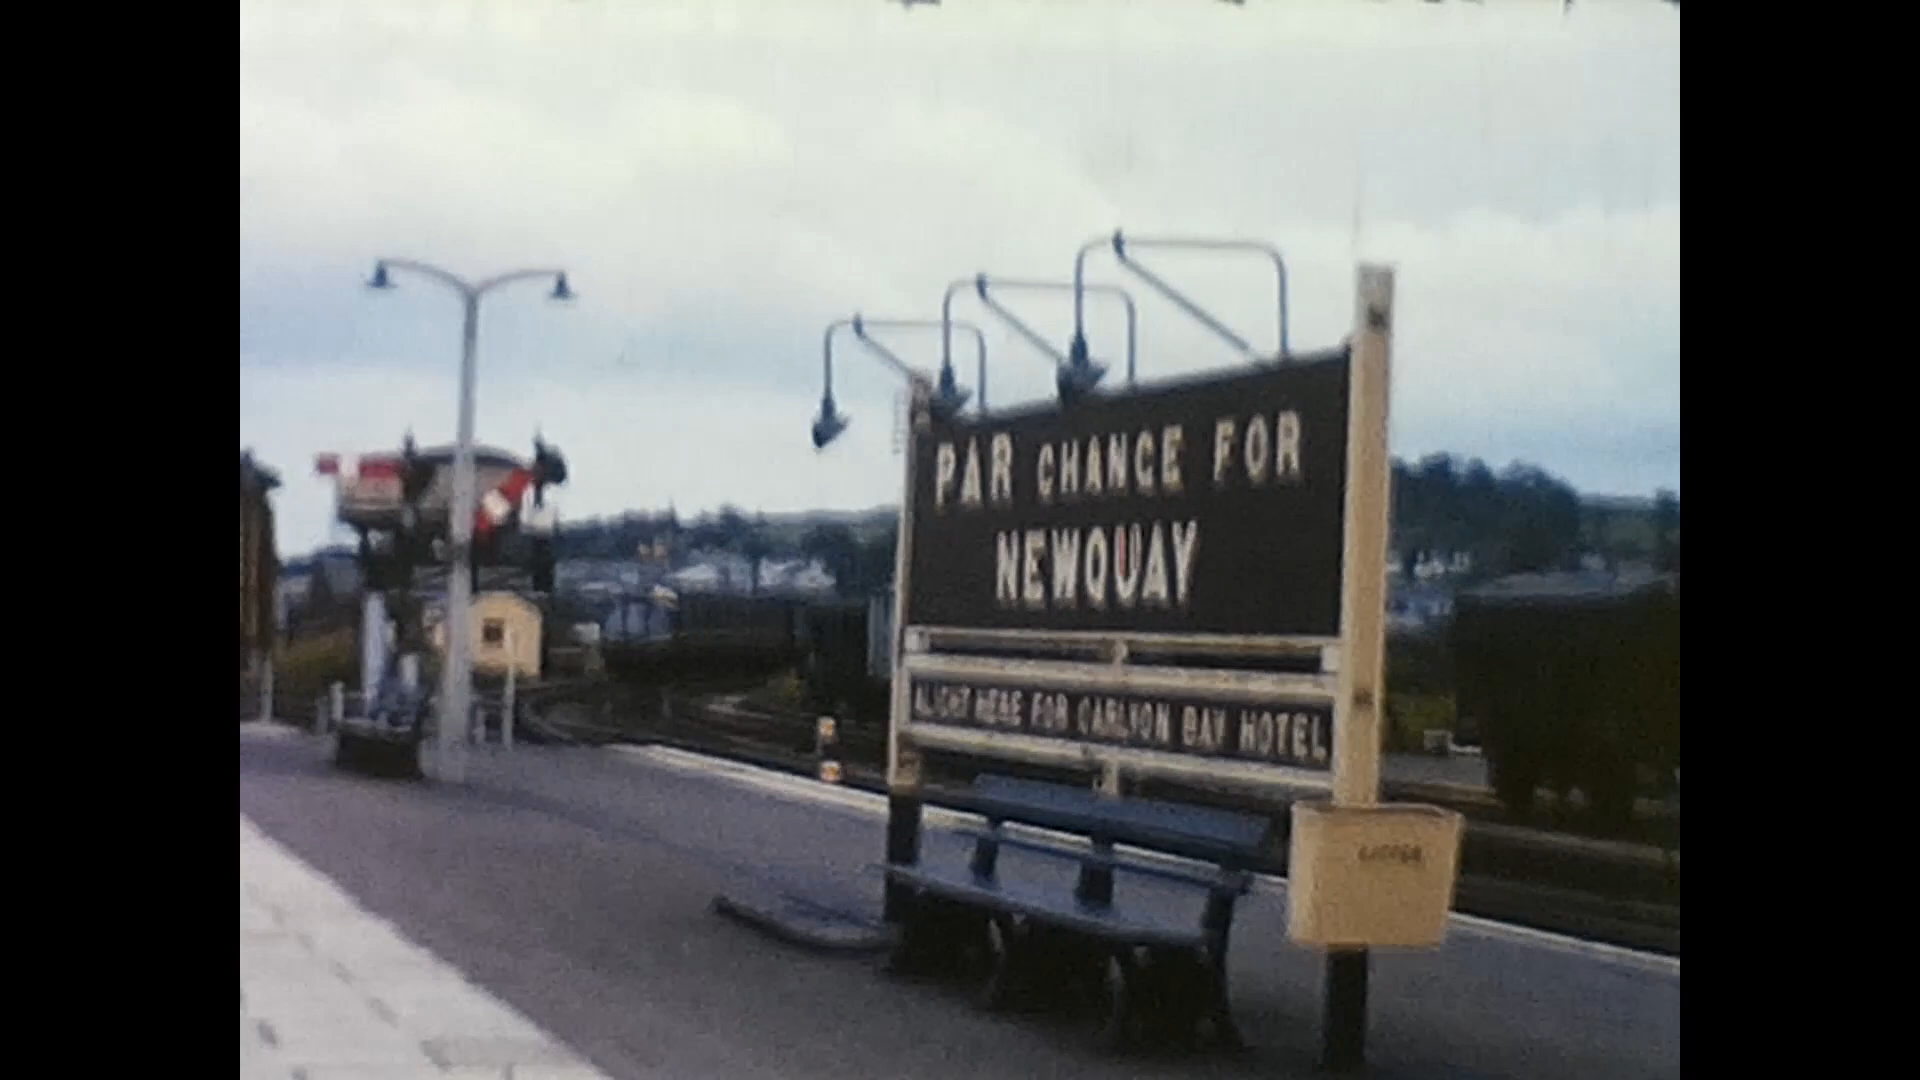 PAR CHANGE FOR
NEWQUAY
ALIGHT HERE FOR CARLYON BAY HOTEL